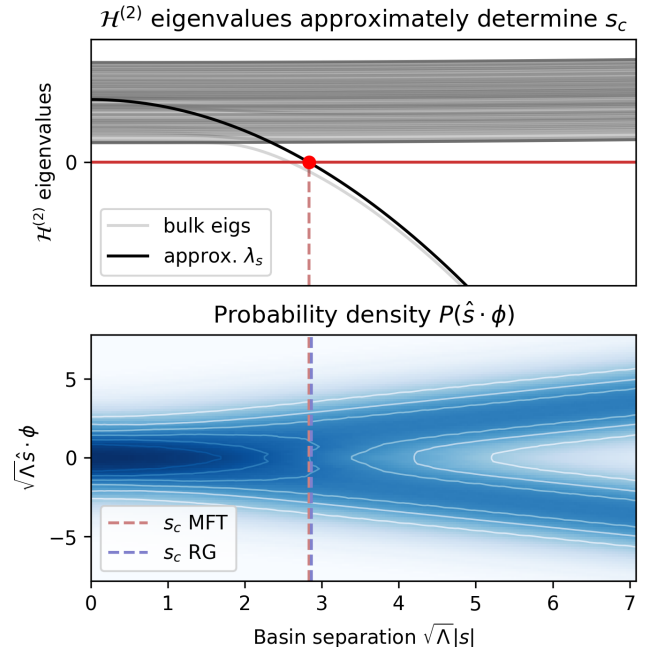 𝓗⁽²⁾ eigenvalues approximately determine s_c
𝓗⁽²⁾ eigenvalues
0
bulk eigs
approx. λ_s
Probability density P(ŝ · ϕ)
√Λŝ · ϕ
5
0
−5
s_c MFT
s_c RG
0 1 2 3 4 5 6 7
Basin separation √Λ|s|